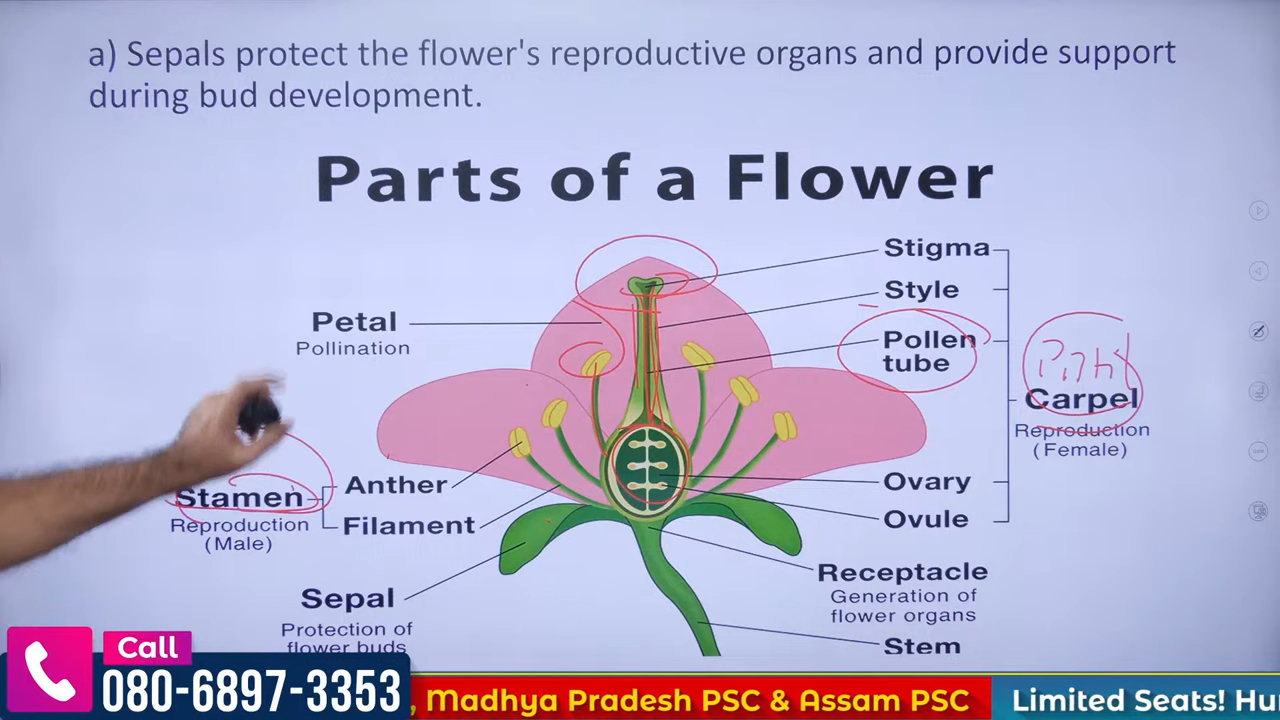 a) Sepals protect the flower's reproductive organs and provide support
during bud development.
Parts of a Flower
Stigma
Style
Petal
Pollination
Pollen
tube
Carpel
Reproduction
(Female)
Stamen
Reproduction
(Male)
Anther
Filament
Ovary
Ovule
Sepal
Protection of
flower buds
Receptacle
Generation of
flower organs
Stem
Call
080-6897-3353
, Madhya Pradesh PSC & Assam PSC
Limited Seats!